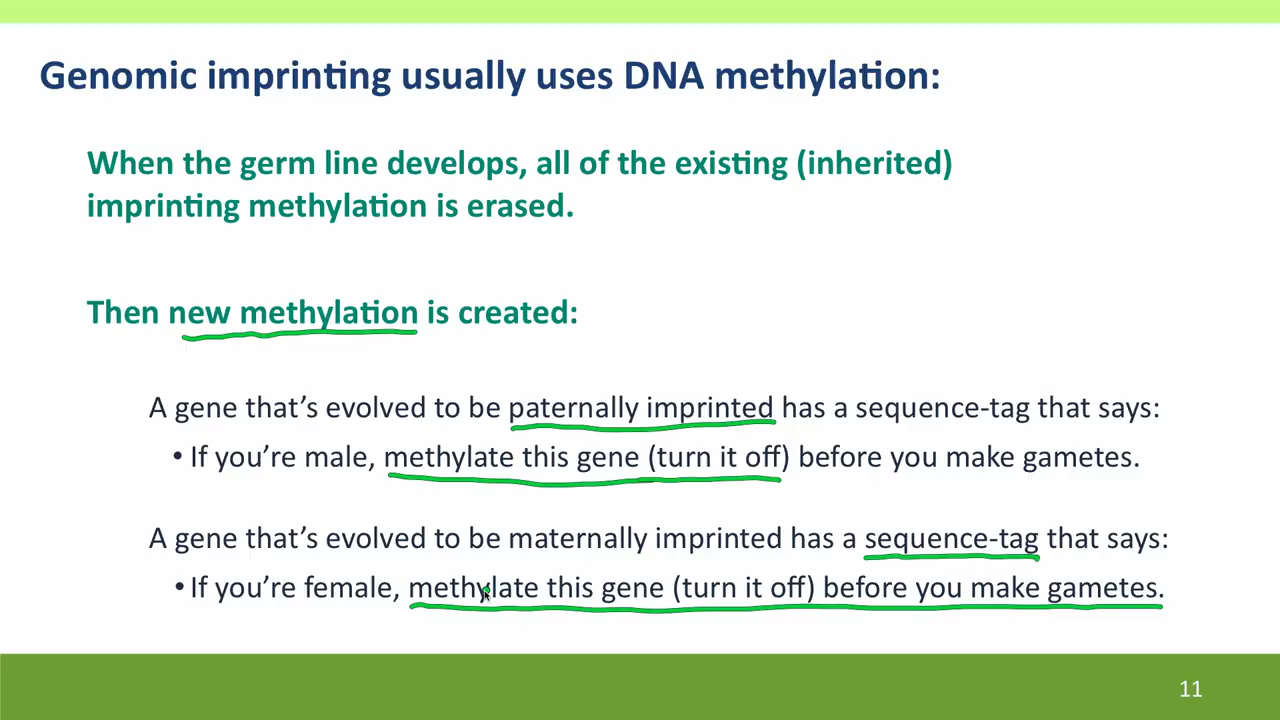 Genomic imprinting usually uses DNA methylation:
When the germ line develops, all of the existing (inherited)
imprinting methylation is erased.
Then new methylation is created:
A gene that’s evolved to be paternally imprinted has a sequence-tag that says:
• If you’re male, methylate this gene (turn it off) before you make gametes.
A gene that’s evolved to be maternally imprinted has a sequence-tag that says:
• If you’re female, methylate this gene (turn it off) before you make gametes.
11